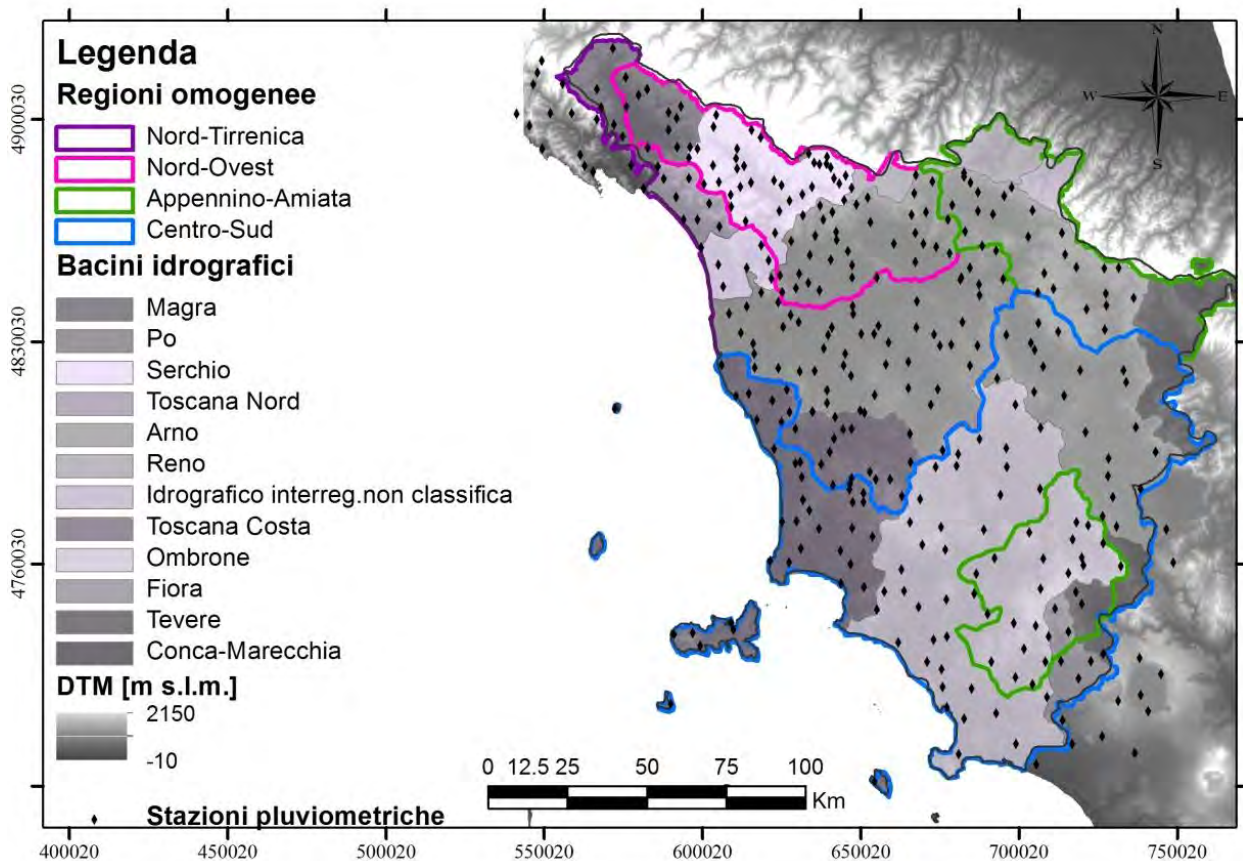 Legenda
Regioni omogenee
Nord-Tirrenica
Nord-Ovest
Appennino-Amiata
Centro-Sud
Bacini idrografici
Magra
Po
Serchio
Toscana Nord
Arno
Reno
Idrografico interreg.non classifica
Toscana Costa
Ombrone
Fiora
Tevere
Conca-Marecchia
DTM [m s.l.m.]
2150
-10
Stazioni pluviometriche
N
W E
S
0 12.5 25 50 75 100
Km
4900030
4830030
4760030
400020 450020 500020 550020 600020 650020 700020 750020